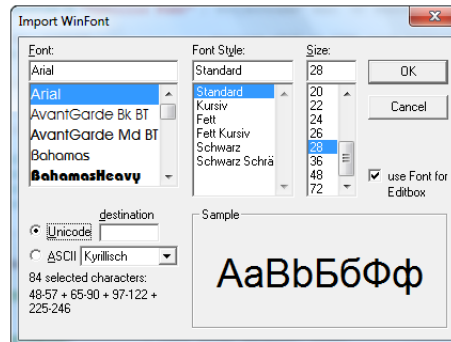 Import WinFont
Font:
Font Style:
Size:
Arial
Standard
28
OK
Cancel
Arial
AvantGarde Bk BT
AvantGarde Md BT
Bahamas
BahamasHeavy
Standard
Kursiv
Fett
Fett Kursiv
Schwarz
Schwarz Schrä
20
22
24
26
28
36
48
72
use Font for
Editbox
destination
Unicode
ASCII
Kyrillisch
84 selected characters:
48-57 + 65-90 + 97-122 +
225-246
Sample
AaBbБбФф